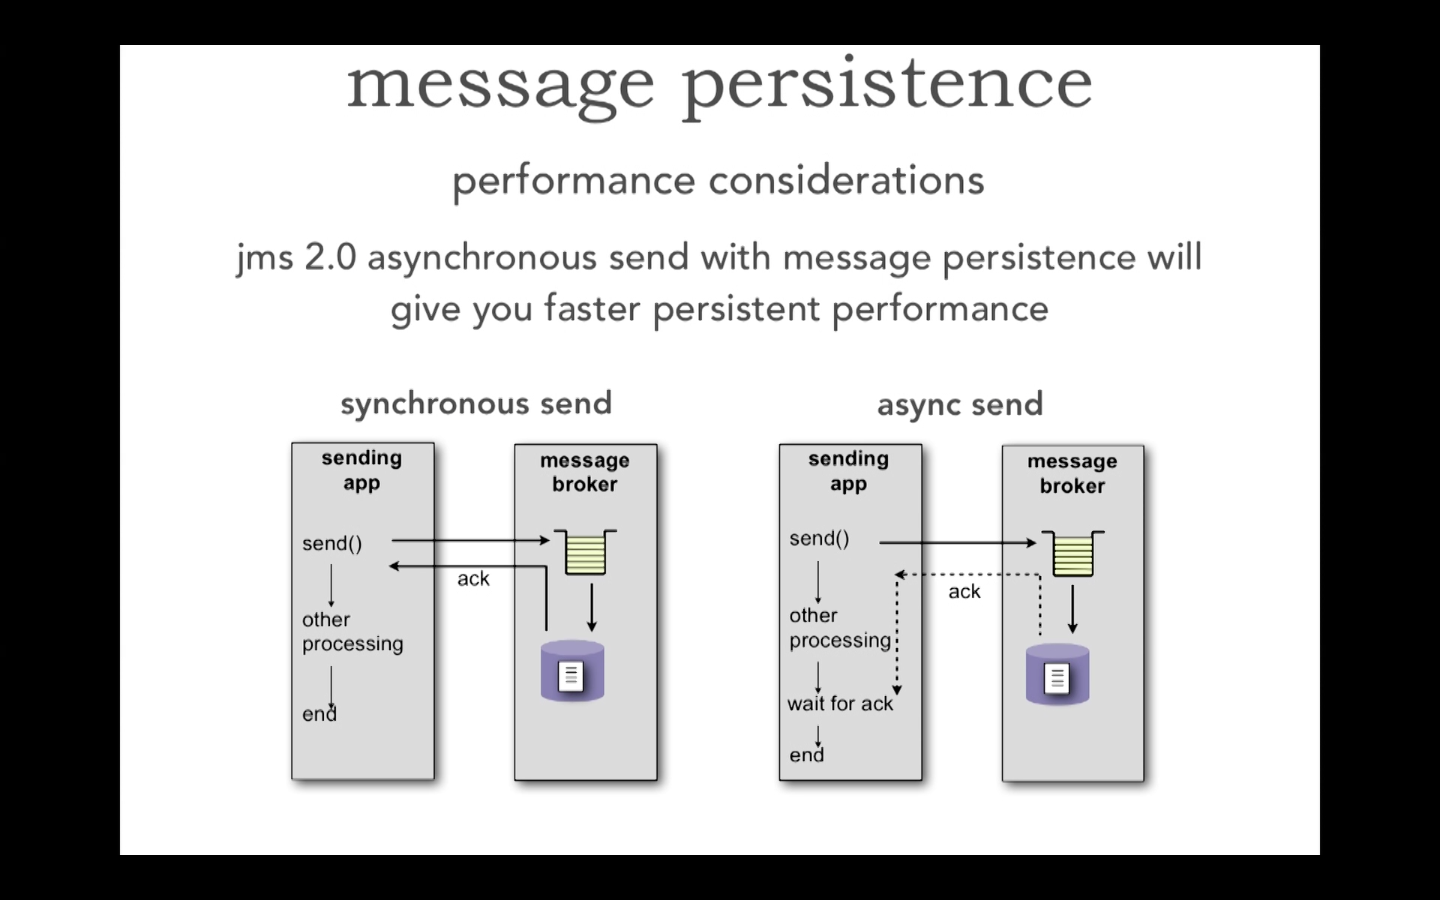 message persistence
performance considerations
jms 2.0 asynchronous send with message persistence will
give you faster persistent performance
synchronous send
sending
app
message
broker
send()
ack
other
processing
end
async send
sending
app
message
broker
send()
ack
other
processing
wait for ack
end